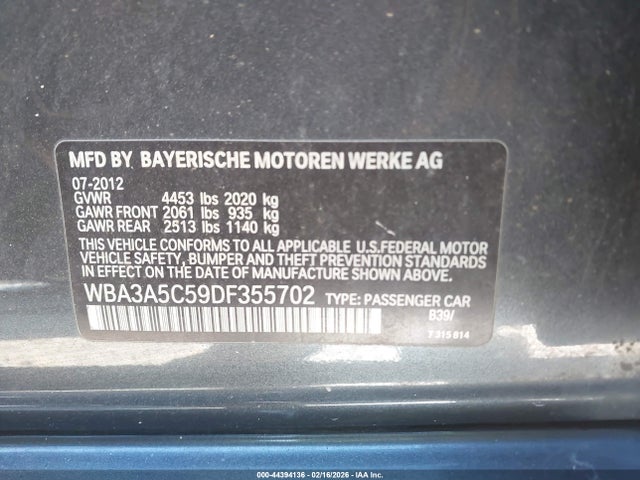 MFD BY BAYERISCHE MOTOREN WERKE AG
07-2012
GVWR 4453 lbs 2020 kg
GAWR FRONT 2061 lbs 935 kg
GAWR REAR 2513 lbs 1140 kg
THIS VEHICLE CONFORMS TO ALL APPLICABLE U.S.FEDERAL MOTOR
VEHICLE SAFETY, BUMPER AND THEFT PREVENTION STANDARDS
IN EFFECT ON THE DATE OF MANUFACTURE SHOWN ABOVE.
WBA3A5C59DF355702 TYPE: PASSENGER CAR
B39/
7 315 814
000-44394136 - 02/16/2026 - IAA Inc.